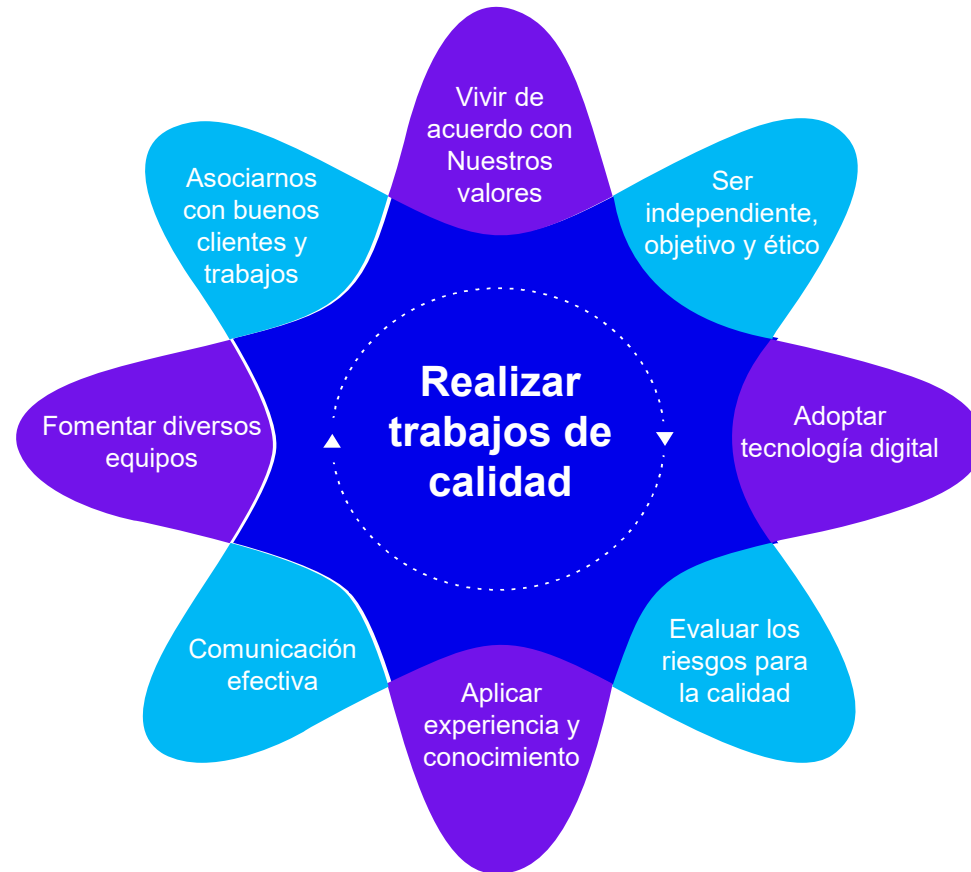 Vivir de
acuerdo con
Nuestros
valores
Ser
independiente,
objetivo y ético
Adoptar
tecnología digital
Evaluar los
riesgos para
la calidad
Aplicar
experiencia y
conocimiento
Comunicación
efectiva
Fomentar diversos
equipos
Asociarnos
con buenos
clientes y
trabajos
Realizar
trabajos de
calidad